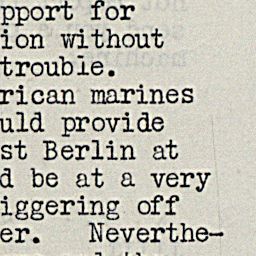 pport for
ion without
trouble.
rican marines
uld provide
st Berlin at
d be at a very
iggering off
er.   Neverthe-